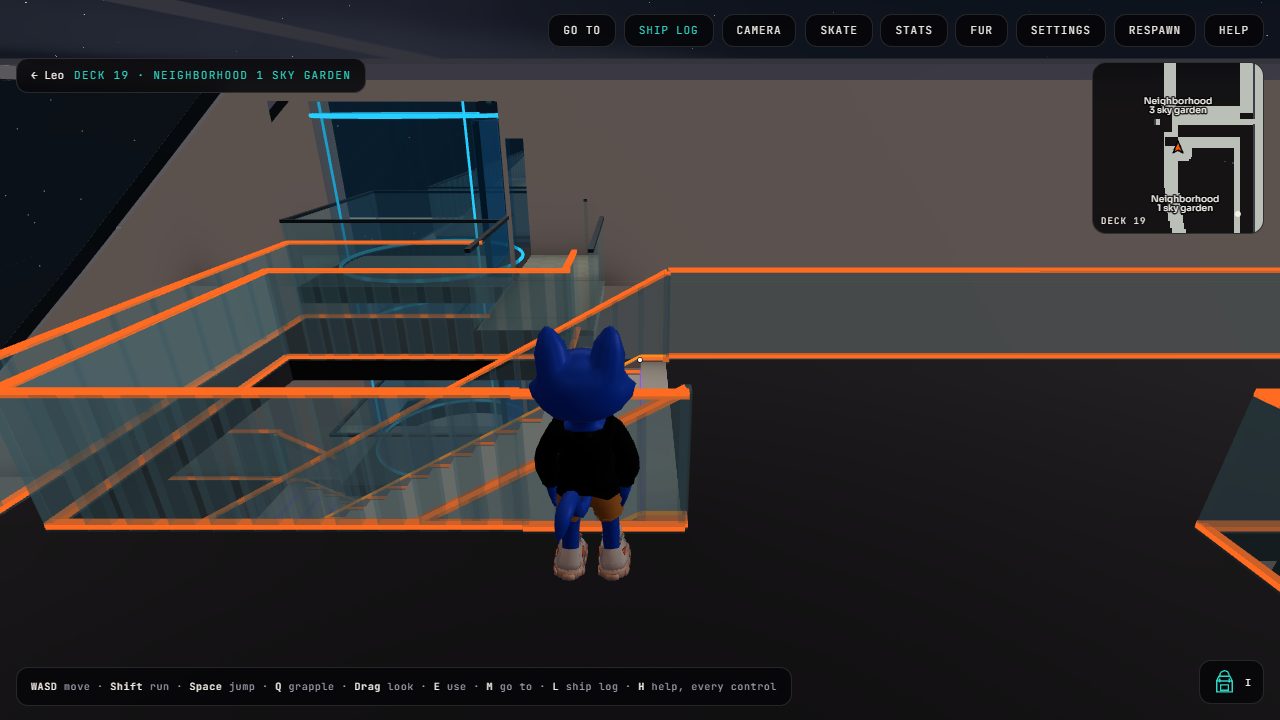 GO TO
SHIP LOG
CAMERA
SKATE
STATS
FUR
SETTINGS
RESPAWN
HELP
← Leo DECK 19 · NEIGHBORHOOD 1 SKY GARDEN
Neighborhood
3 sky garden
Neighborhood
1 sky garden
DECK 19
WASD move · Shift run · Space jump · Q grapple · Drag look · E use · M go to · L ship log · H help, every control
I